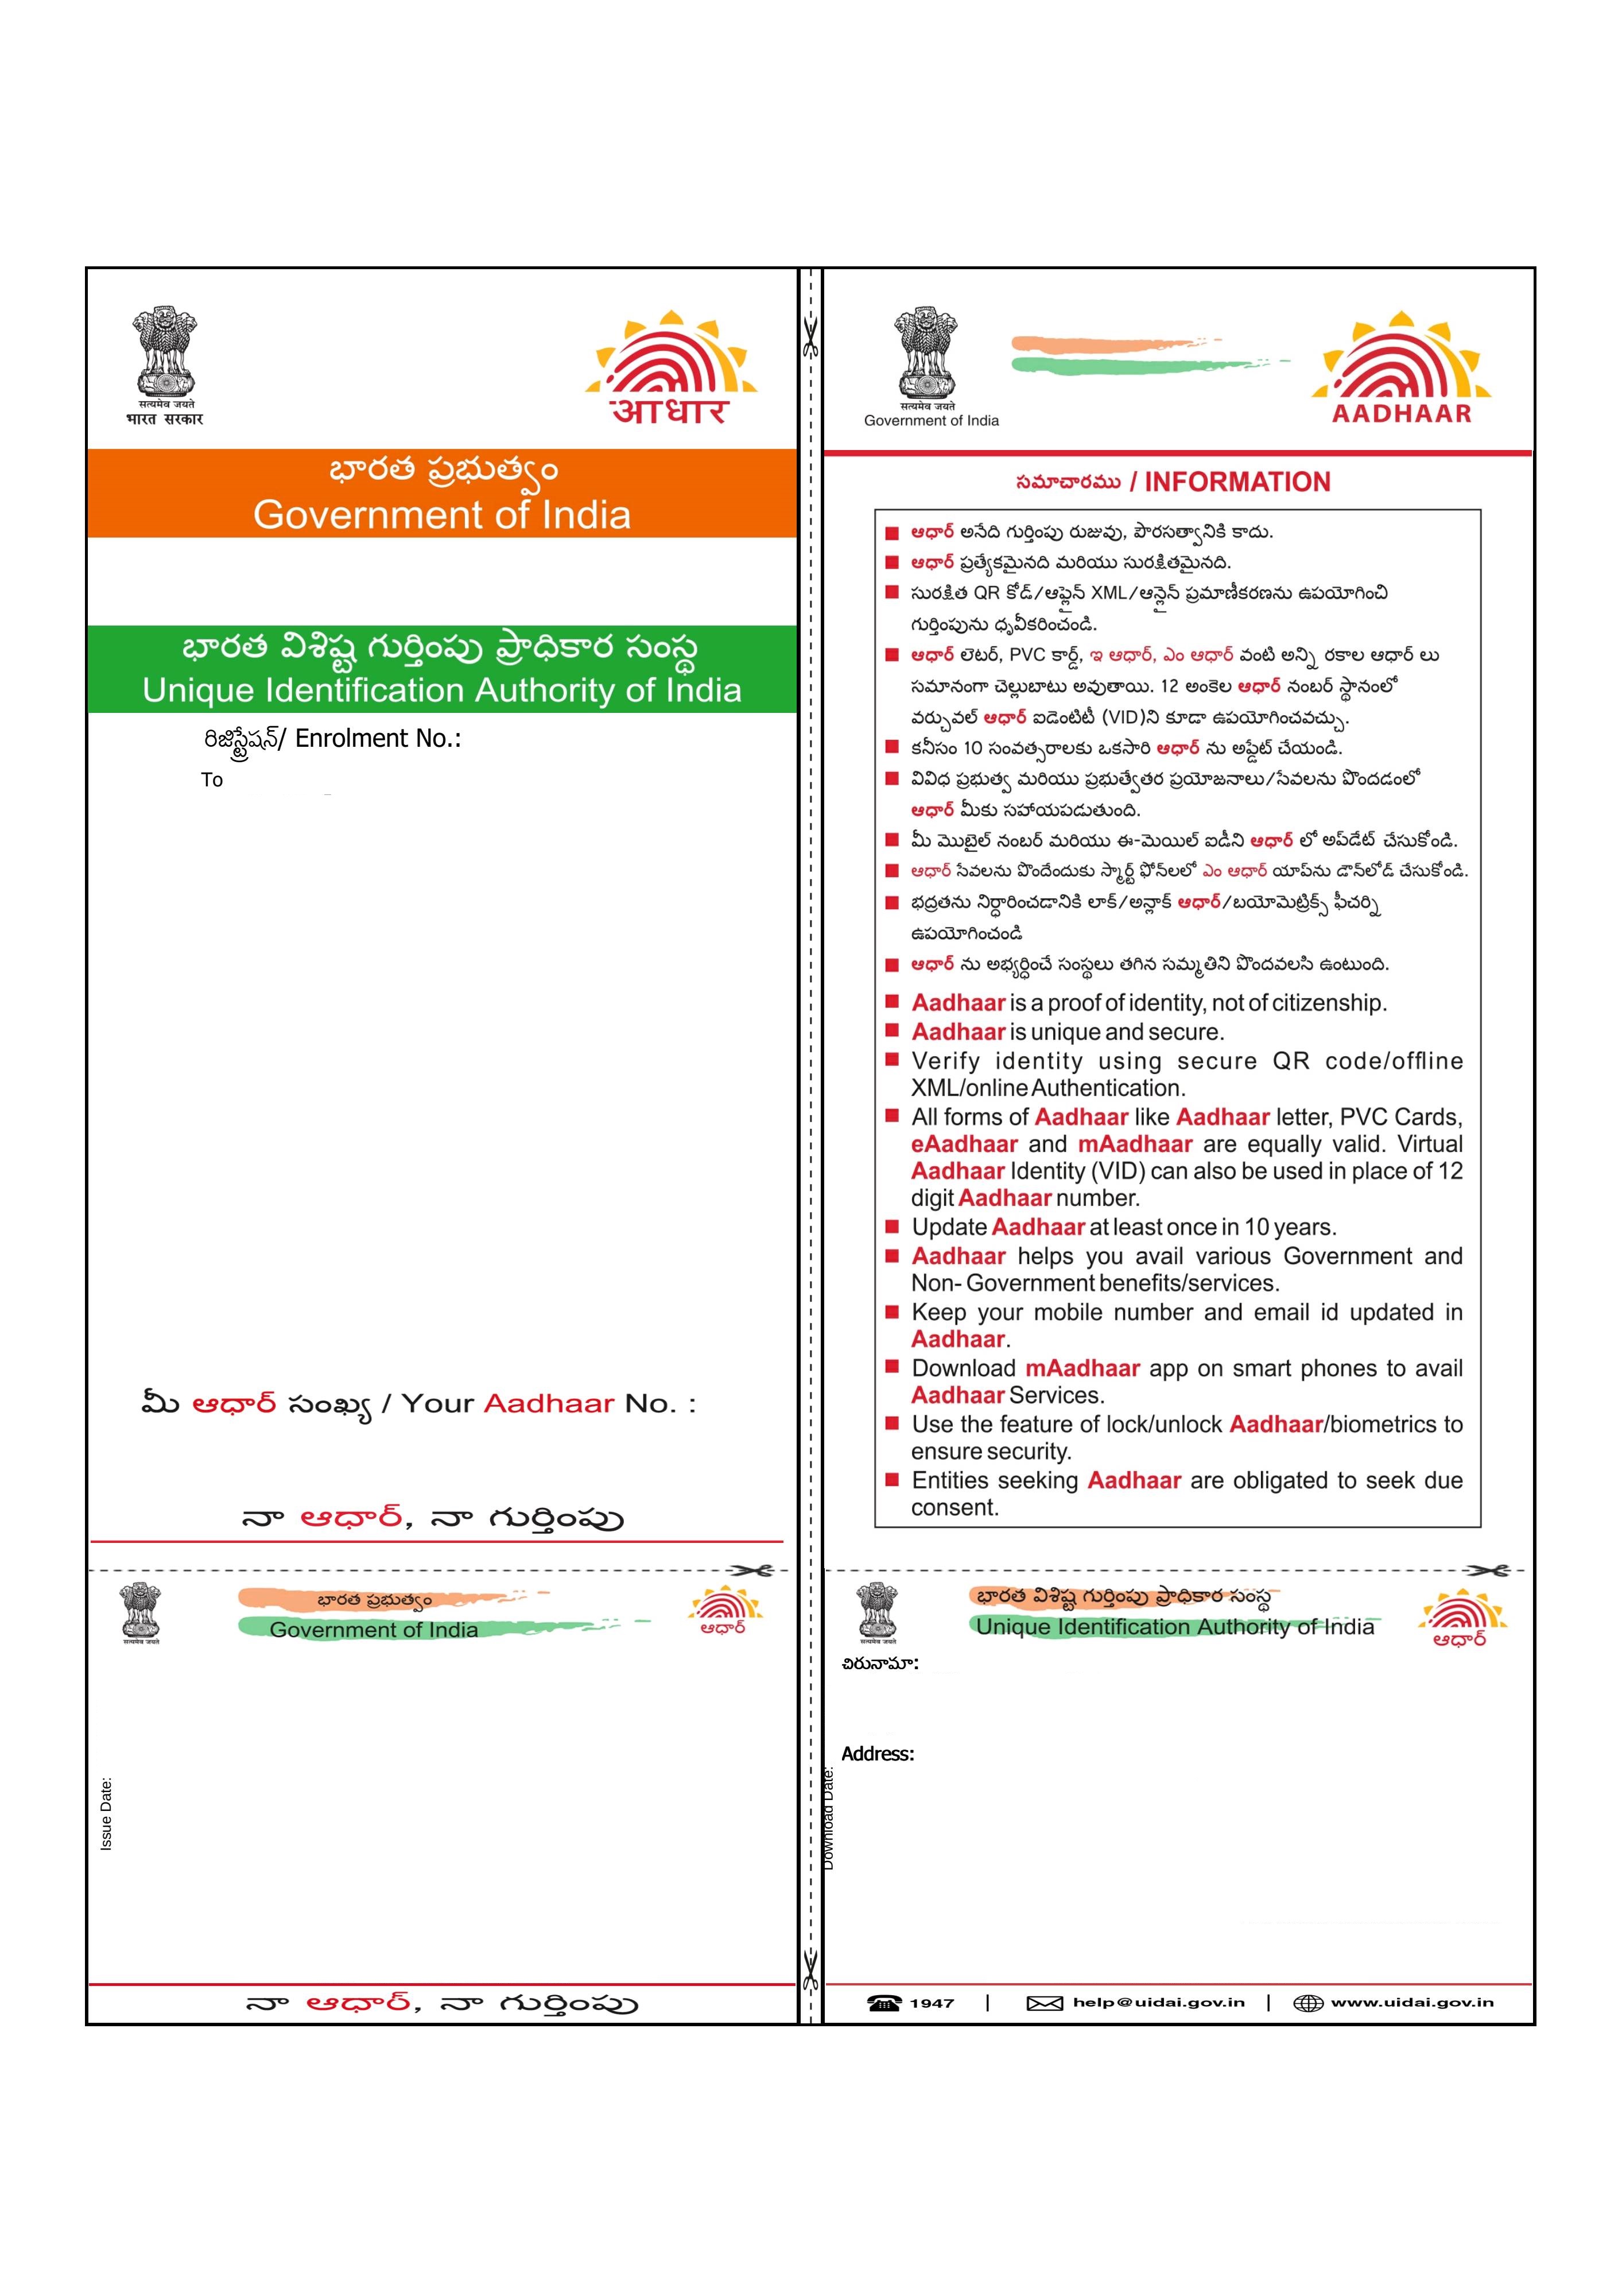 सत्यमेव जयते
भारत सरकार
आधार
భారత ప్రభుత్వం
Government of India
భారత విశిష్ట గుర్తింపు ప్రాధికార సంస్థ
Unique Identification Authority of India
రిజిస్ట్రేషన్/ Enrolment No.:
To
మీ ఆధార్ సంఖ్య / Your Aadhaar No. :
నా ఆధార్, నా గుర్తింపు
सत्यमेव जयते
Government of India
AADHAAR
సమాచారము / INFORMATION
ఆధార్ అనేది గుర్తింపు రుజువు, పౌరసత్వానికి కాదు.
ఆధార్ ప్రత్యేకమైనది మరియు సురక్షితమైనది.
సురక్షిత QR కోడ్/ఆఫ్లైన్ XML/ఆన్లైన్ ప్రమాణీకరణను ఉపయోగించి
గుర్తింపును ధృవీకరించండి.
ఆధార్ లెటర్, PVC కార్డ్, ఇ ఆధార్, ఎం ఆధార్ వంటి అన్ని రకాల ఆధార్ లు
సమానంగా చెల్లుబాటు అవుతాయి. 12 అంకెల ఆధార్ నంబర్ స్థానంలో
వర్చువల్ ఆధార్ ఐడెంటిటీ (VID)ని కూడా ఉపయోగించవచ్చు.
కనీసం 10 సంవత్సరాలకు ఒకసారి ఆధార్ ను అప్డేట్ చేయండి.
వివిధ ప్రభుత్వ మరియు ప్రభుత్వేతర ప్రయోజనాలు/సేవలను పొందడంలో
ఆధార్ మీకు సహాయపడుతుంది.
మీ మొబైల్ నంబర్ మరియు ఈ-మెయిల్ ఐడీని ఆధార్ లో అప్‌డేట్ చేసుకోండి.
ఆధార్ సేవలను పొందేందుకు స్మార్ట్ ఫోన్‌లలో ఎం ఆధార్ యాప్‌ను డౌన్‌లోడ్ చేసుకోండి.
భద్రతను నిర్ధారించడానికి లాక్/అన్లాక్ ఆధార్/బయోమెట్రిక్స్ ఫీచర్ని
ఉపయోగించండి
ఆధార్ ను అభ్యర్థించే సంస్థలు తగిన సమ్మతిని పొందవలసి ఉంటుంది.
Aadhaar is a proof of identity, not of citizenship.
Aadhaar is unique and secure.
Verify identity using secure QR code/offline
XML/online Authentication.
All forms of Aadhaar like Aadhaar letter, PVC Cards,
eAadhaar and mAadhaar are equally valid. Virtual
Aadhaar Identity (VID) can also be used in place of 12
digit Aadhaar number.
Update Aadhaar at least once in 10 years.
Aadhaar helps you avail various Government and
Non- Government benefits/services.
Keep your mobile number and email id updated in
Aadhaar.
Download mAadhaar app on smart phones to avail
Aadhaar Services.
Use the feature of lock/unlock Aadhaar/biometrics to
ensure security.
Entities seeking Aadhaar are obligated to seek due
consent.
सत्यमेव जयते
భారత ప్రభుత్వం
Government of India
ఆధార్
Issue Date:
నా ఆధార్, నా గుర్తింపు
सत्यमेव जयते
భారత విశిష్ట గుర్తింపు ప్రాధికార సంస్థ
Unique Identification Authority of India
ఆధార్
చిరునామా:
Address:
Download Date:
1947 | help@uidai.gov.in | www.uidai.gov.in